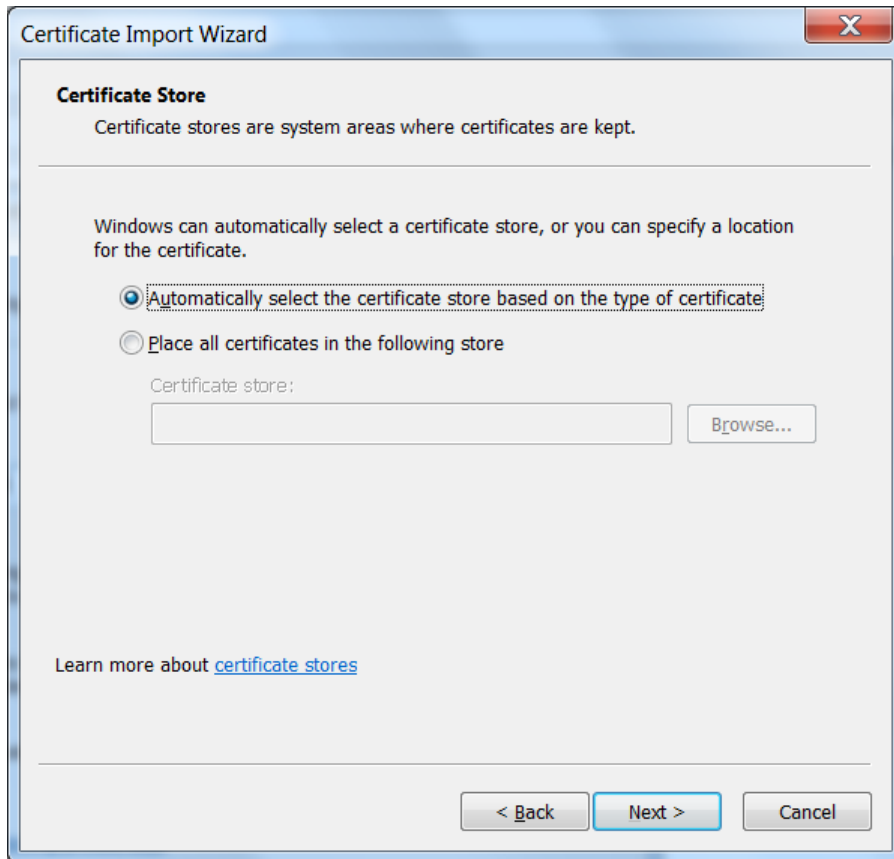 Certificate Import Wizard
Certificate Store
Certificate stores are system areas where certificates are kept.
Windows can automatically select a certificate store, or you can specify a location
for the certificate.
Automatically select the certificate store based on the type of certificate
Place all certificates in the following store
Certificate store:
Browse...
Learn more about certificate stores
< Back Next > Cancel